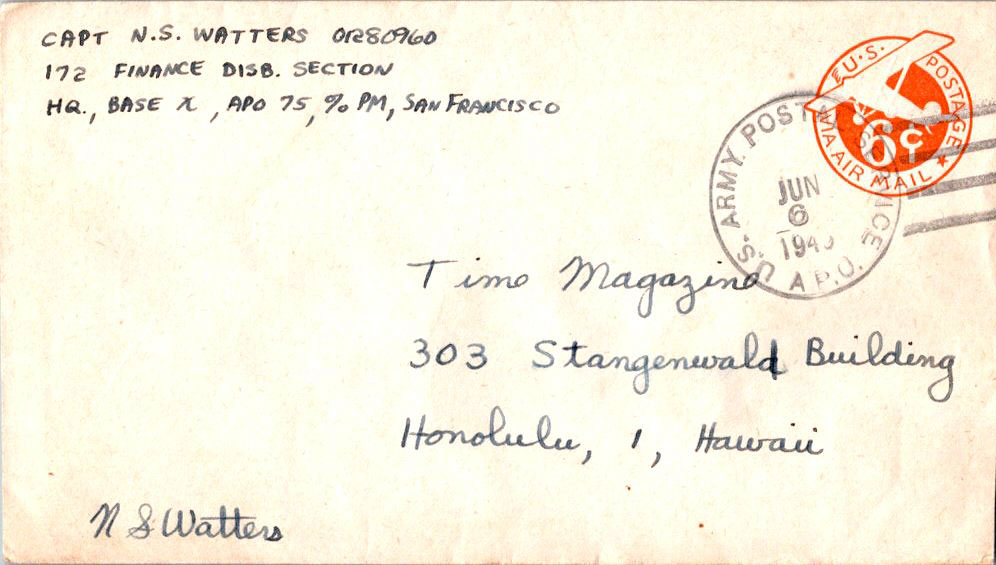 CAPT N.S. WATTERS O1280960
172 FINANCE DISB. SECTION
HQ., BASE X, APO 75, % PM, SAN FRANCISCO
U.S. POSTAGE
6¢
VIA AIR MAIL
U.S. ARMY. POSTAL SERVICE
JUN
6
A.P.O.
Time Magazine
303 Stangenwald Building
Honolulu, 1, Hawaii
N S Watters